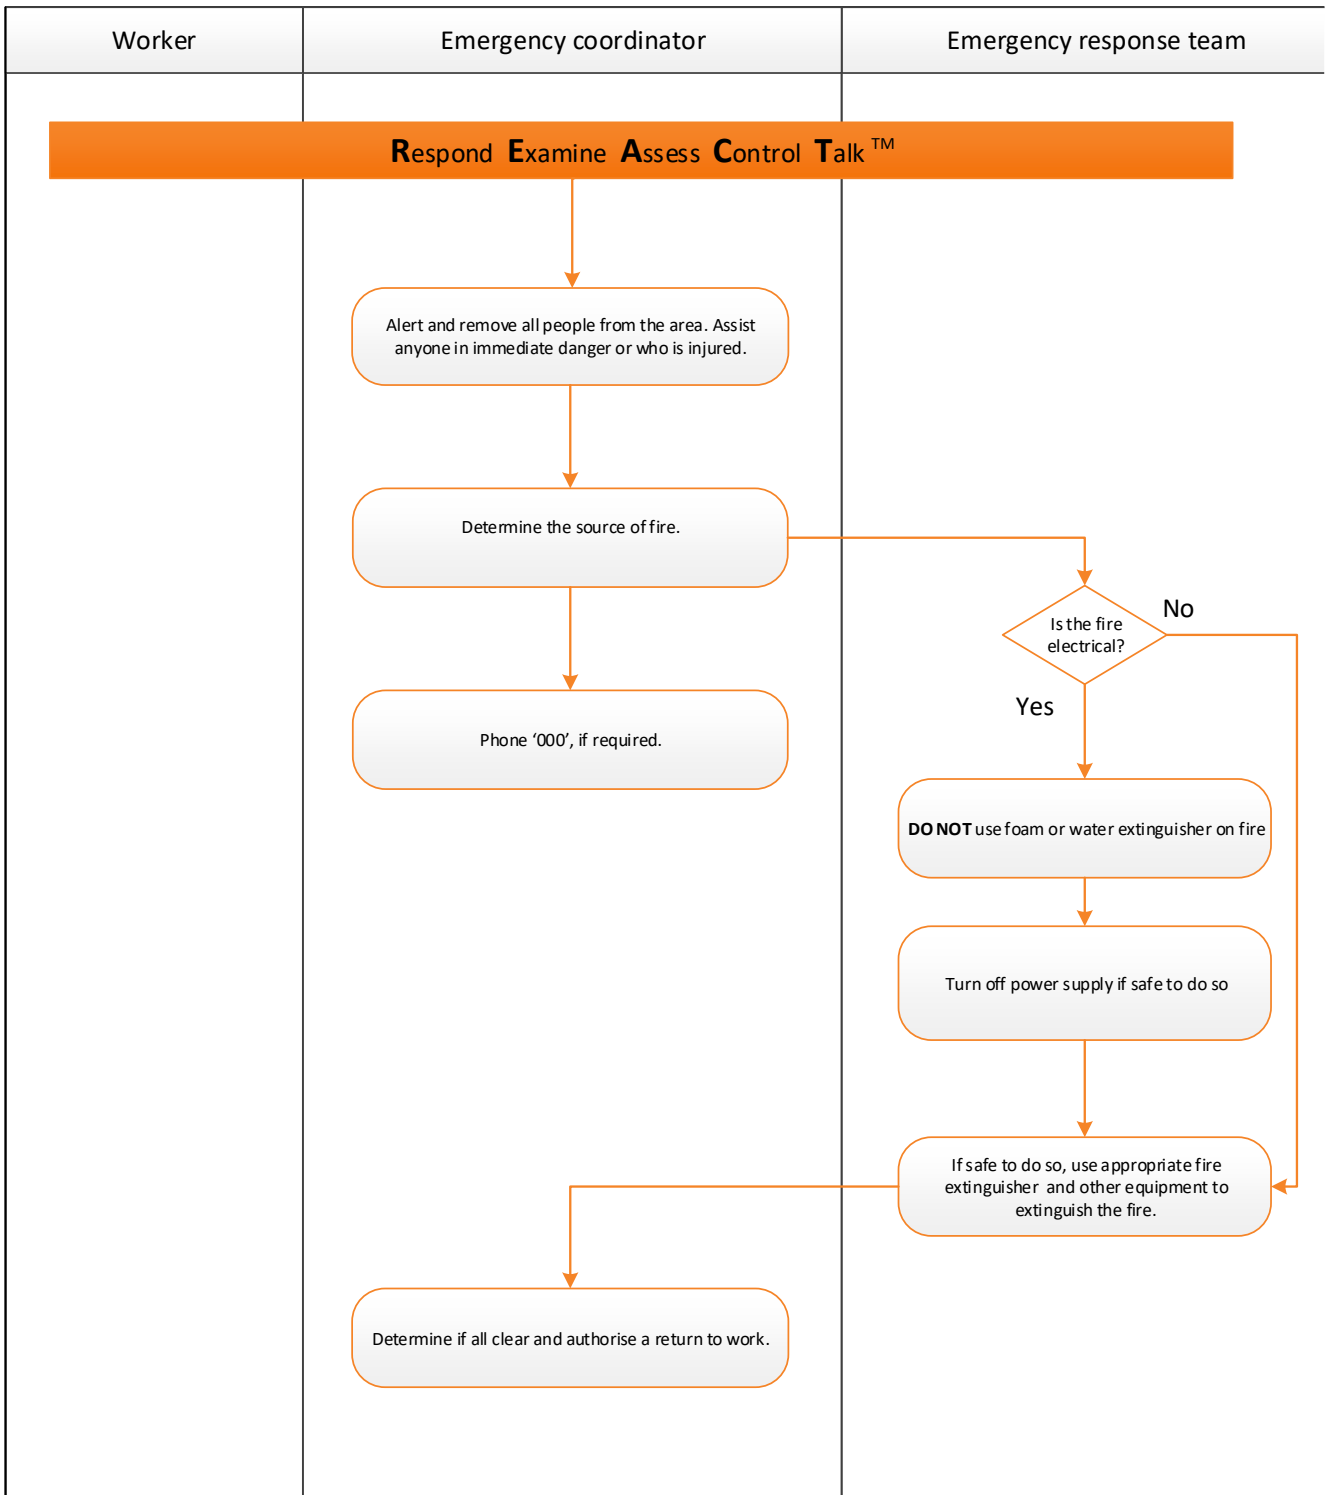 Worker
Emergency coordinator
Emergency response team
Respond Examine Assess Control Talk™
Alert and remove all people from the area. Assist
anyone in immediate danger or who is injured.
Determine the source of fire.
Is the fire
electrical?
No
Yes
Phone ‘000’, if required.
DO NOT use foam or water extinguisher on fire
Turn off power supply if safe to do so
If safe to do so, use appropriate fire
extinguisher and other equipment to
extinguish the fire.
Determine if all clear and authorise a return to work.